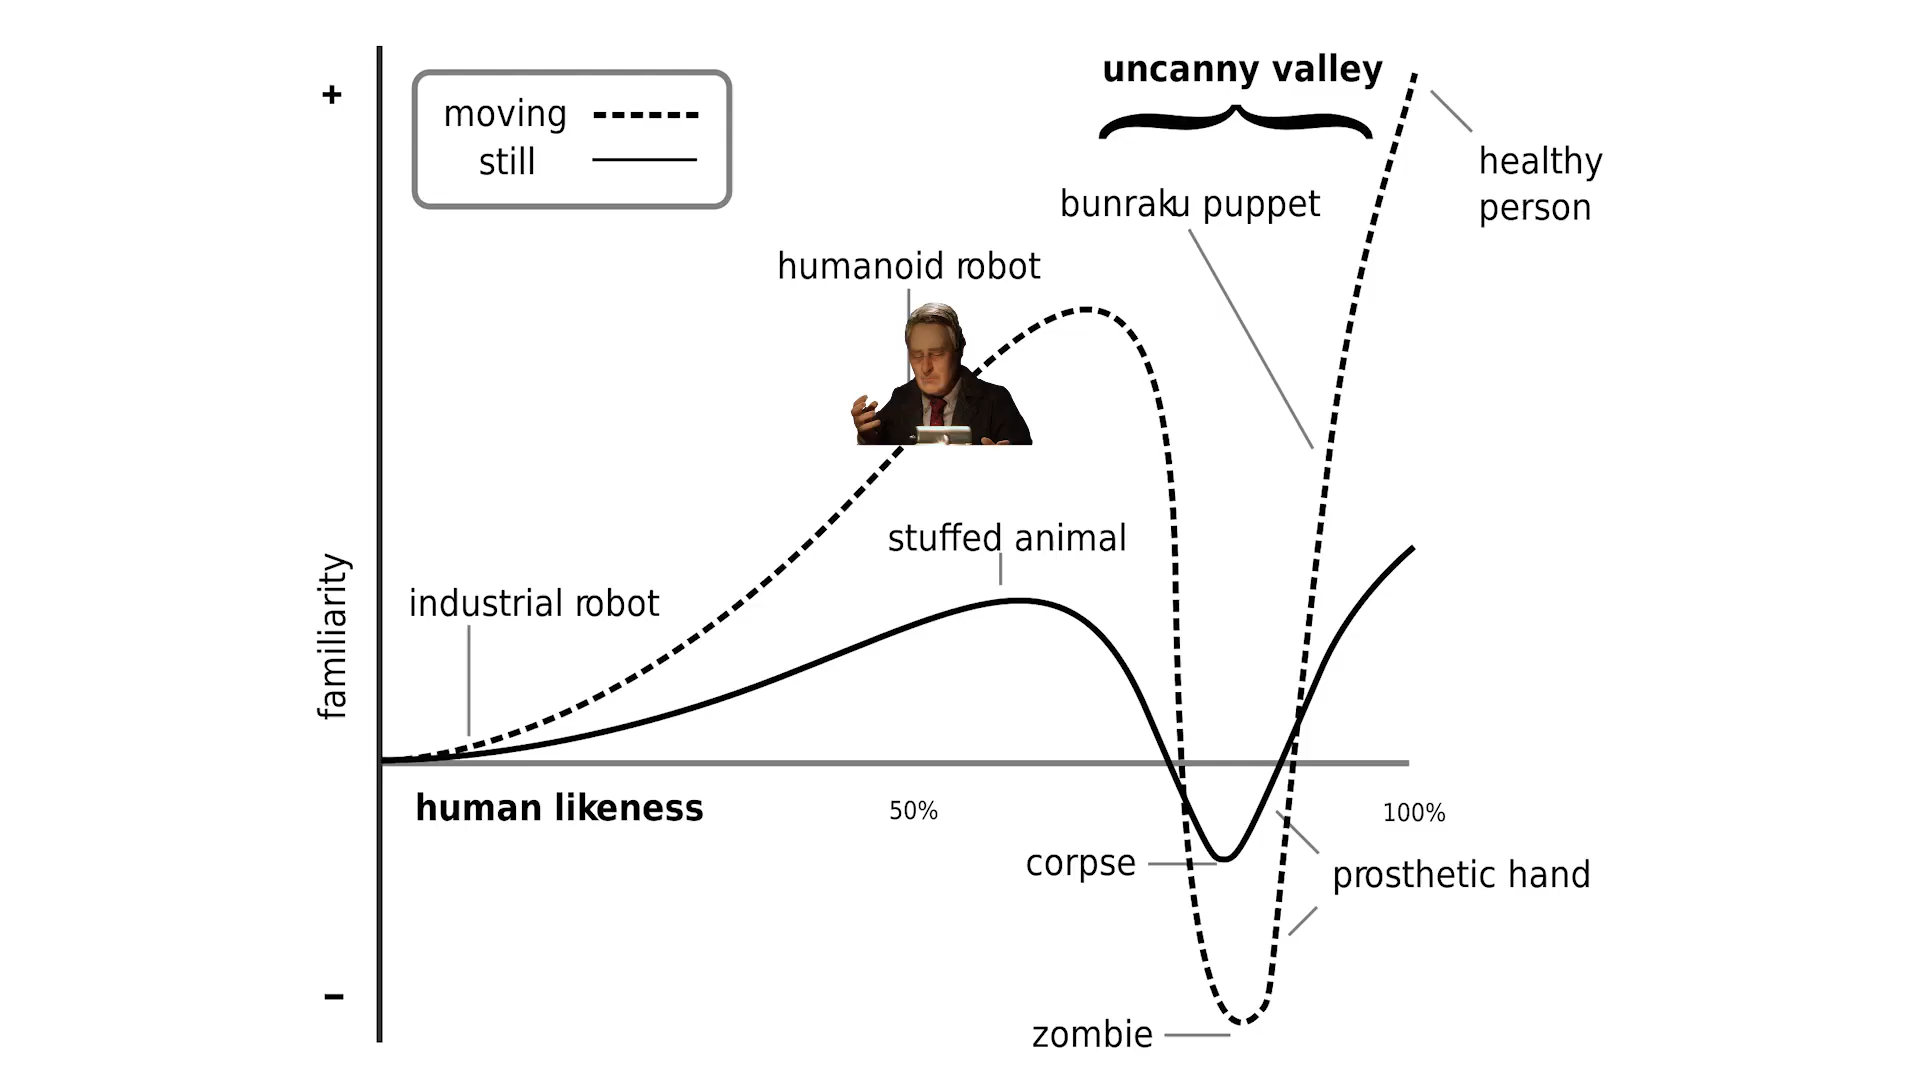 uncanny valley
+
moving
still
healthy
person
bunraku puppet
humanoid robot
stuffed animal
industrial robot
familiarity
human likeness
50%
100%
corpse
prosthetic hand
−
zombie